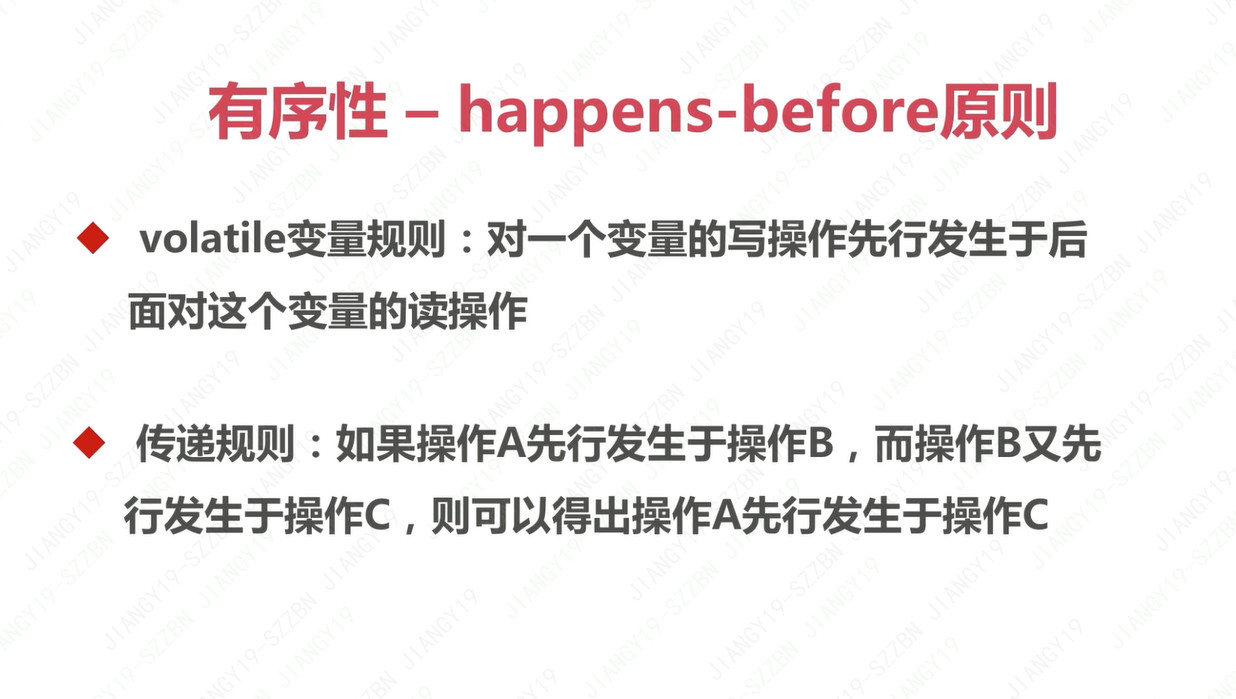 有序性 – happens-before原则
volatile变量规则：对一个变量的写操作先行发生于后
面对这个变量的读操作
传递规则：如果操作A先行发生于操作B，而操作B又先
行发生于操作C，则可以得出操作A先行发生于操作C
JIANGY19-SZZBN